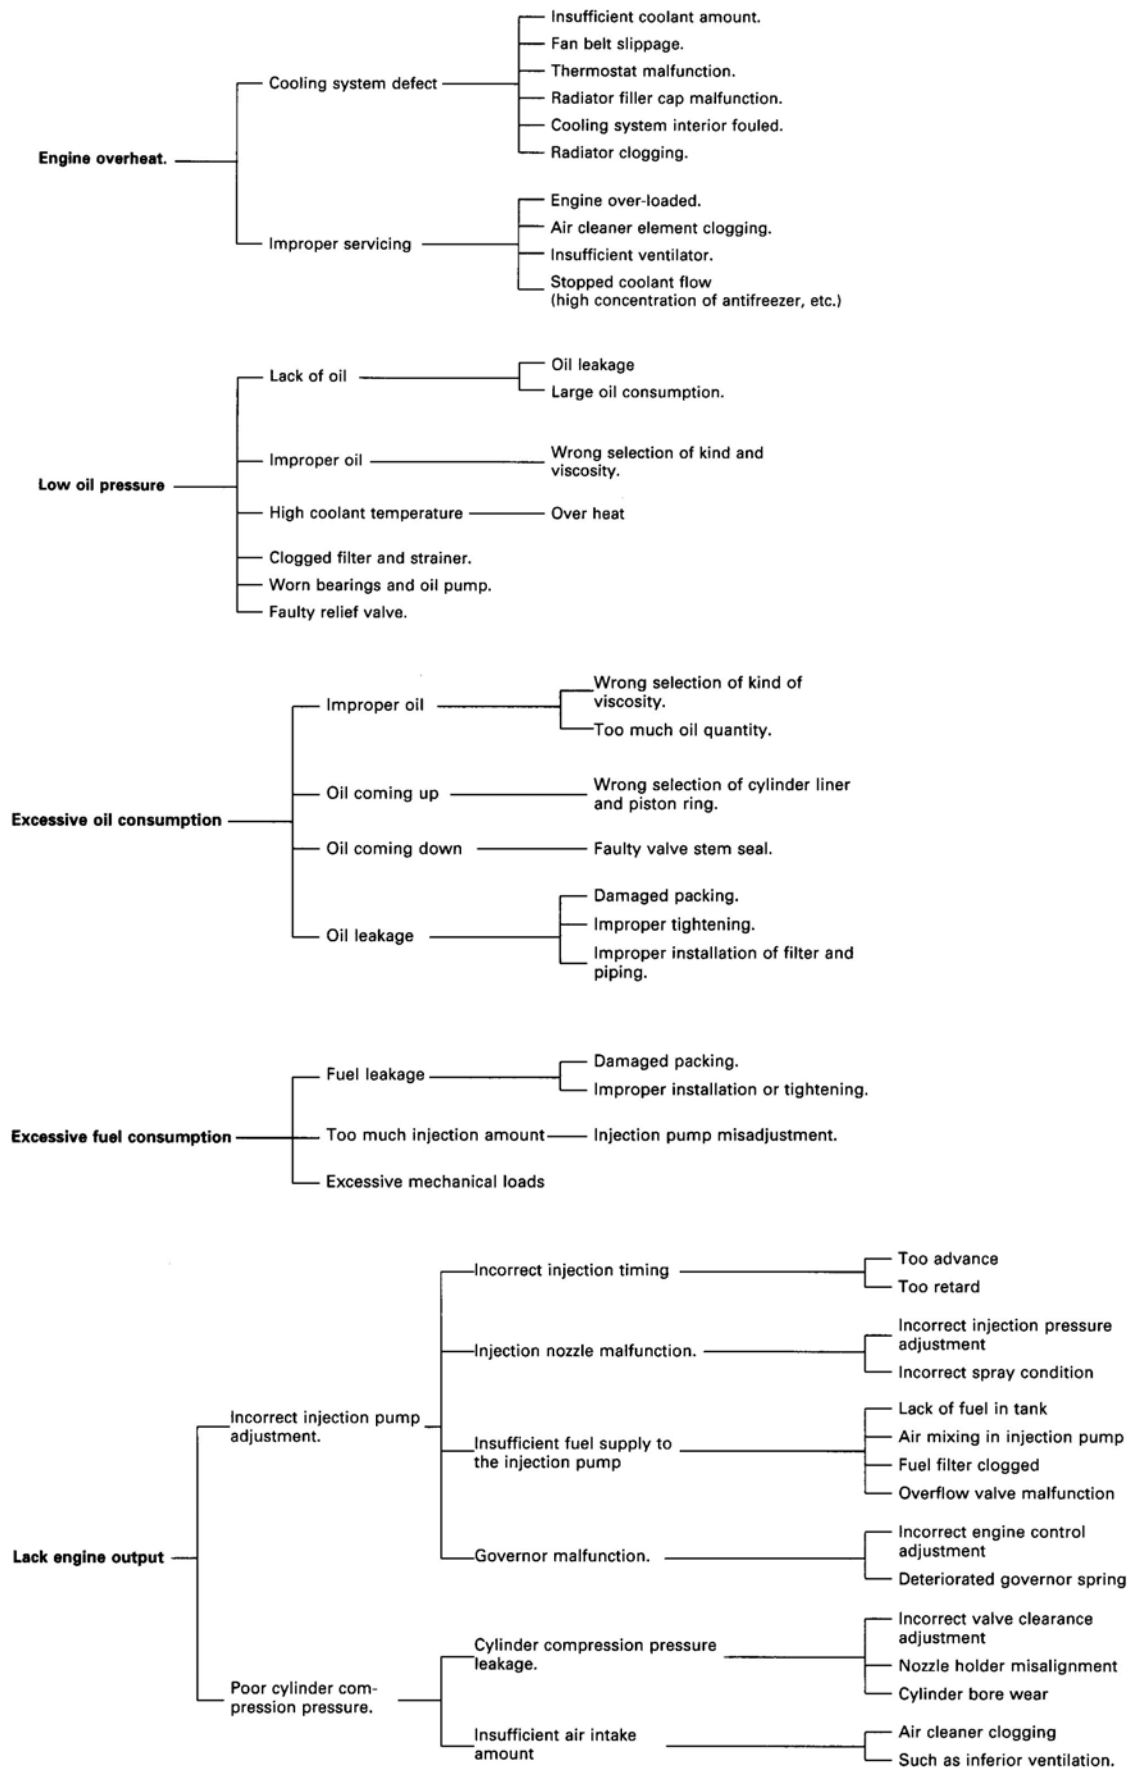 Insufficient coolant amount.
Fan belt slippage.
Thermostat malfunction.
Cooling system defect
Radiator filler cap malfunction.
Cooling system interior fouled.
Radiator clogging.
Engine overheat.
Engine over-loaded.
Air cleaner element clogging.
Improper servicing
Insufficient ventilator.
Stopped coolant flow
(high concentration of antifreezer, etc.)
Lack of oil
Oil leakage
Large oil consumption.
Improper oil
Wrong selection of kind and
viscosity.
Low oil pressure
High coolant temperature
Over heat
Clogged filter and strainer.
Worn bearings and oil pump.
Faulty relief valve.
Improper oil
Wrong selection of kind of
viscosity.
Too much oil quantity.
Oil coming up
Wrong selection of cylinder liner
and piston ring.
Excessive oil consumption
Oil coming down
Faulty valve stem seal.
Oil leakage
Damaged packing.
Improper tightening.
Improper installation of filter and
piping.
Fuel leakage
Damaged packing.
Improper installation or tightening.
Excessive fuel consumption
Too much injection amount
Injection pump misadjustment.
Excessive mechanical loads
Incorrect injection timing
Too advance
Too retard
Injection nozzle malfunction.
Incorrect injection pressure
adjustment
Incorrect spray condition
Incorrect injection pump
adjustment.
Insufficient fuel supply to
the injection pump
Lack of fuel in tank
Air mixing in injection pump
Fuel filter clogged
Overflow valve malfunction
Lack engine output
Governor malfunction.
Incorrect engine control
adjustment
Deteriorated governor spring
Poor cylinder com-
pression pressure.
Cylinder compression pressure
leakage.
Incorrect valve clearance
adjustment
Nozzle holder misalignment
Cylinder bore wear
Insufficient air intake
amount
Air cleaner clogging
Such as inferior ventilation.